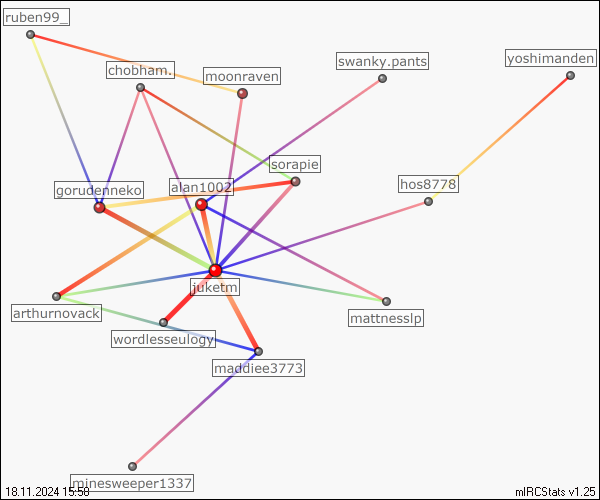 ruben99_
swanky.pants
yoshimanden
chobham.
moonraven
sorapie
hos8778
gorudenneko
alan1002
juketm
arthurnovack
mattnesslp
wordlesseulogy
maddiee3773
minesweeper1337
18.11.2024 15:58
mIRCStats v1.25